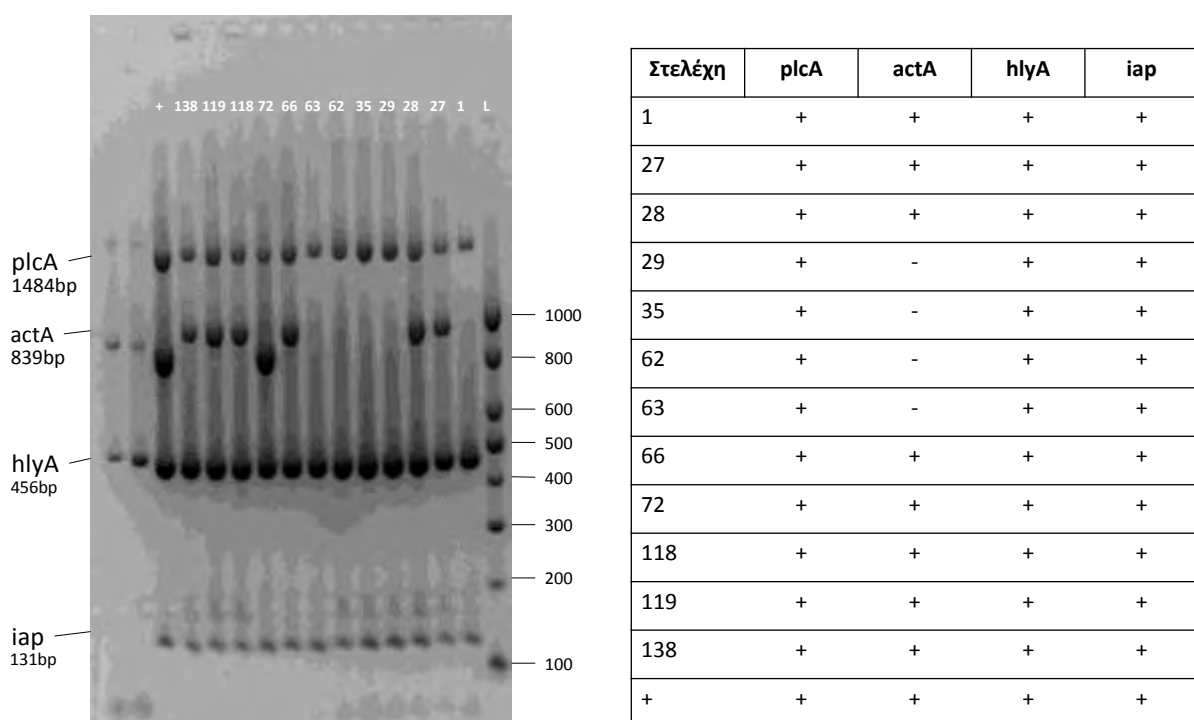 + 138 119 118 72 66 63 62 35 29 28 27 1 L
plcA
1484bp
actA
839bp
hlyA
456bp
iap
131bp
1000
800
600
500
400
300
200
100
Στελέχη plcA actA hlyA iap
1 + + + +
27 + + + +
28 + + + +
29 + - + +
35 + - + +
62 + - + +
63 + - + +
66 + + + +
72 + + + +
118 + + + +
119 + + + +
138 + + + +
+ + + + +